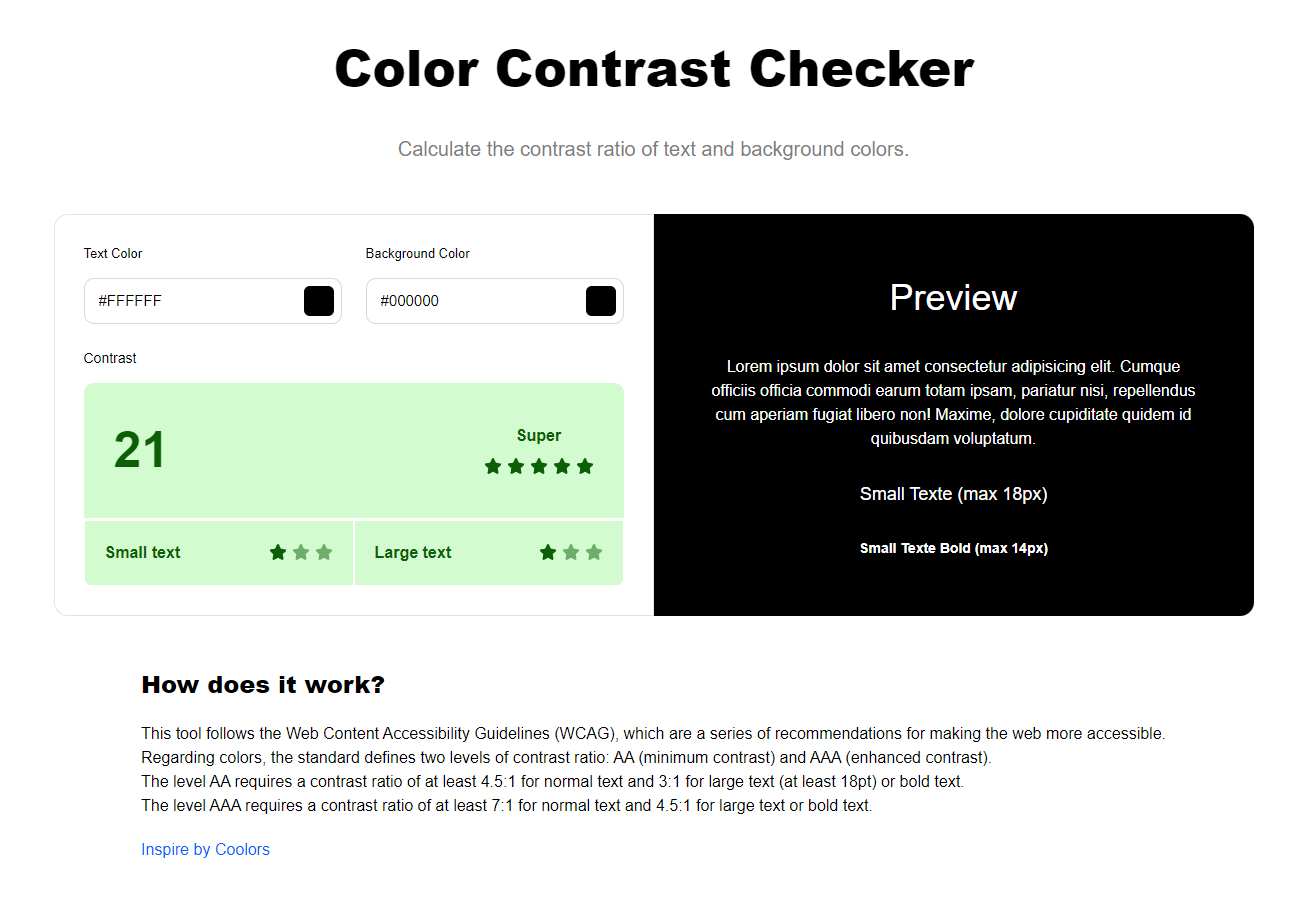 Color Contrast Checker
Calculate the contrast ratio of text and background colors.
Text Color
Background Color
#FFFFFF
#000000
Contrast
21
Super
Small text
Large text
Preview
Lorem ipsum dolor sit amet consectetur adipisicing elit. Cumque
officiis officia commodi earum totam ipsam, pariatur nisi, repellendus
cum aperiam fugiat libero non! Maxime, dolore cupiditate quidem id
quibusdam voluptatum.
Small Texte (max 18px)
Small Texte Bold (max 14px)
How does it work?
This tool follows the Web Content Accessibility Guidelines (WCAG), which are a series of recommendations for making the web more accessible.
Regarding colors, the standard defines two levels of contrast ratio: AA (minimum contrast) and AAA (enhanced contrast).
The level AA requires a contrast ratio of at least 4.5:1 for normal text and 3:1 for large text (at least 18pt) or bold text.
The level AAA requires a contrast ratio of at least 7:1 for normal text and 4.5:1 for large text or bold text.
Inspire by Coolors